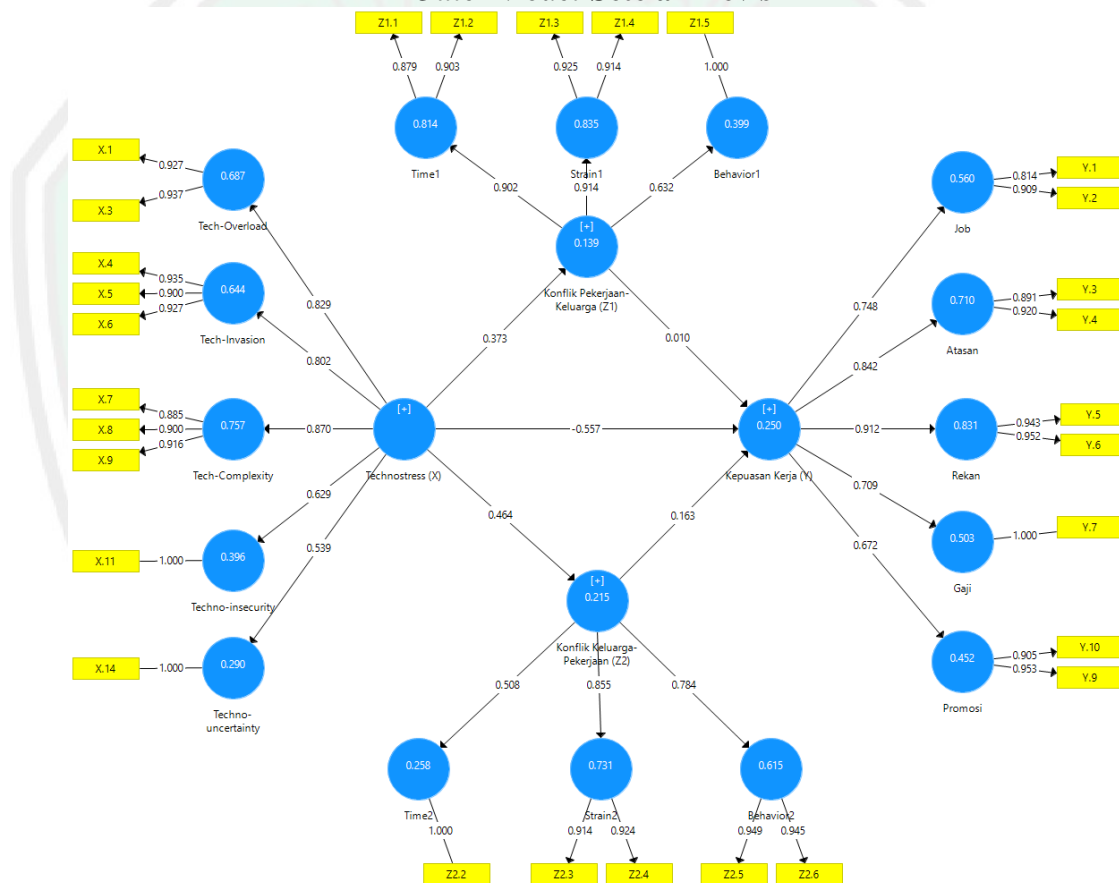 Z1.1
Z1.2
Z1.3
Z1.4
Z1.5
0.879
0.903
0.925
0.914
1.000
0.814
0.835
0.399
Time1
Strain1
Behavior1
0.902
0.914
0.632
[+]
0.139
Konflik Pekerjaan-
Keluarga (Z1)
X.1
X.3
0.927
0.937
0.687
Tech-Overload
X.4
X.5
X.6
0.935
0.900
0.927
0.644
Tech-Invasion
X.7
X.8
X.9
0.885
0.900
0.916
0.757
Tech-Complexity
X.11
1.000
0.396
Techno-insecurity
X.14
1.000
0.290
Techno-
uncertainty
0.829
0.802
0.870
0.629
0.539
[+]
Technostress (X)
0.373
-0.557
0.464
0.010
0.163
[+]
0.250
Kepuasan Kerja (Y)
0.748
0.842
0.912
0.709
0.672
0.560
Job
0.814
0.909
Y.1
Y.2
0.710
Atasan
0.891
0.920
Y.3
Y.4
0.831
Rekan
0.943
0.952
Y.5
Y.6
0.503
Gaji
1.000
Y.7
0.452
Promosi
0.905
0.953
Y.10
Y.9
[+]
0.215
Konflik Keluarga-
Pekerjaan (Z2)
0.508
0.855
0.784
0.258
0.731
0.615
Time2
Strain2
Behavior2
1.000
0.914
0.924
0.949
0.945
Z2.2
Z2.3
Z2.4
Z2.5
Z2.6